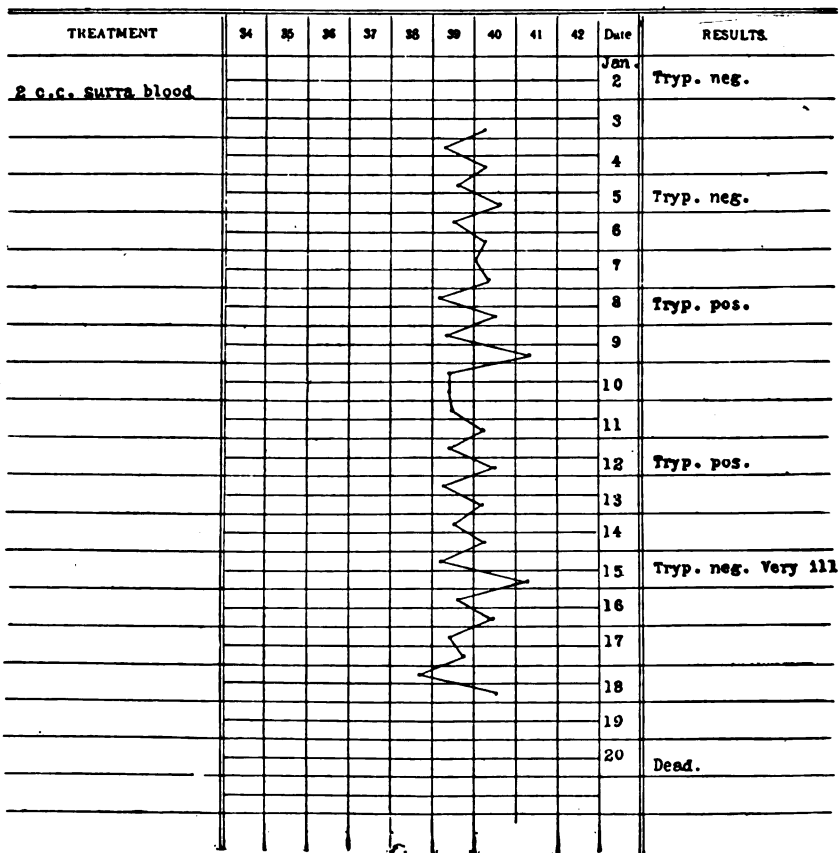 TREATMENT 34 35 36 37 38 39 40 41 42 Date RESULTS.
Jan.
2 c.c. surra blood 2 Tryp. neg.
3
4
5 Tryp. neg.
6
7
8 Tryp. pos.
9
10
11
12 Tryp. pos.
13
14
15 Tryp. neg. Very ill
16
17
18
19
20 Dead.